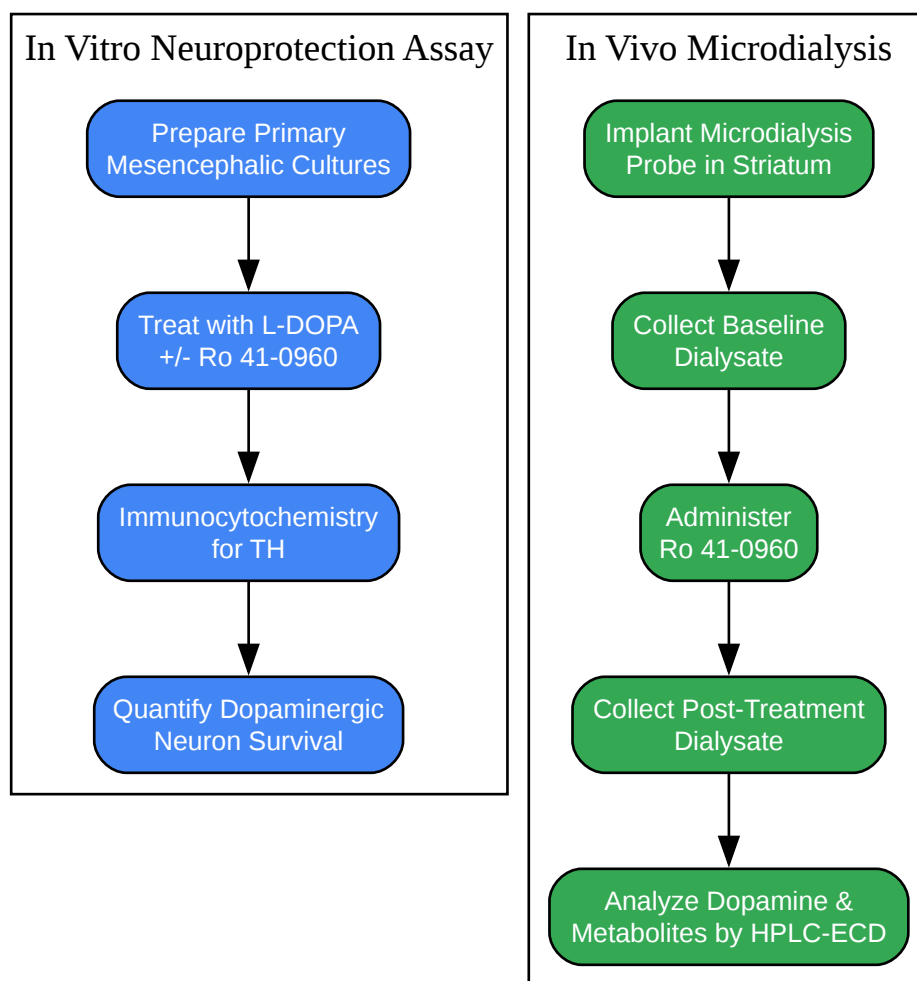 In Vitro Neuroprotection Assay
Prepare Primary
Mesencephalic Cultures
Treat with L-DOPA
+/- Ro 41-0960
Immunocytochemistry
for TH
Quantify Dopaminergic
Neuron Survival
In Vivo Microdialysis
Implant Microdialysis
Probe in Striatum
Collect Baseline
Dialysate
Administer
Ro 41-0960
Collect Post-Treatment
Dialysate
Analyze Dopamine &
Metabolites by HPLC-ECD